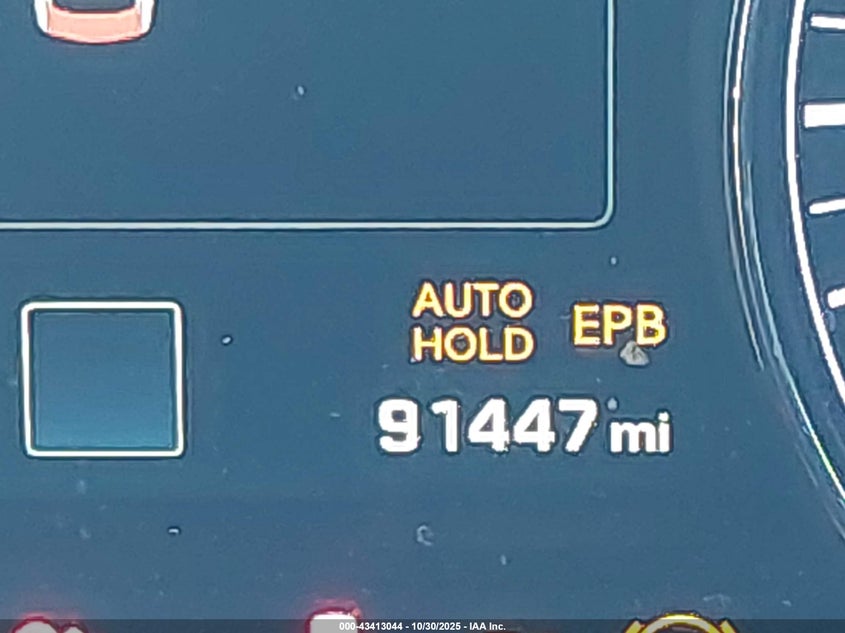 AUTO
HOLD
EPB
91447 mi
000-43413044 - 10/30/2025 - IAA Inc.